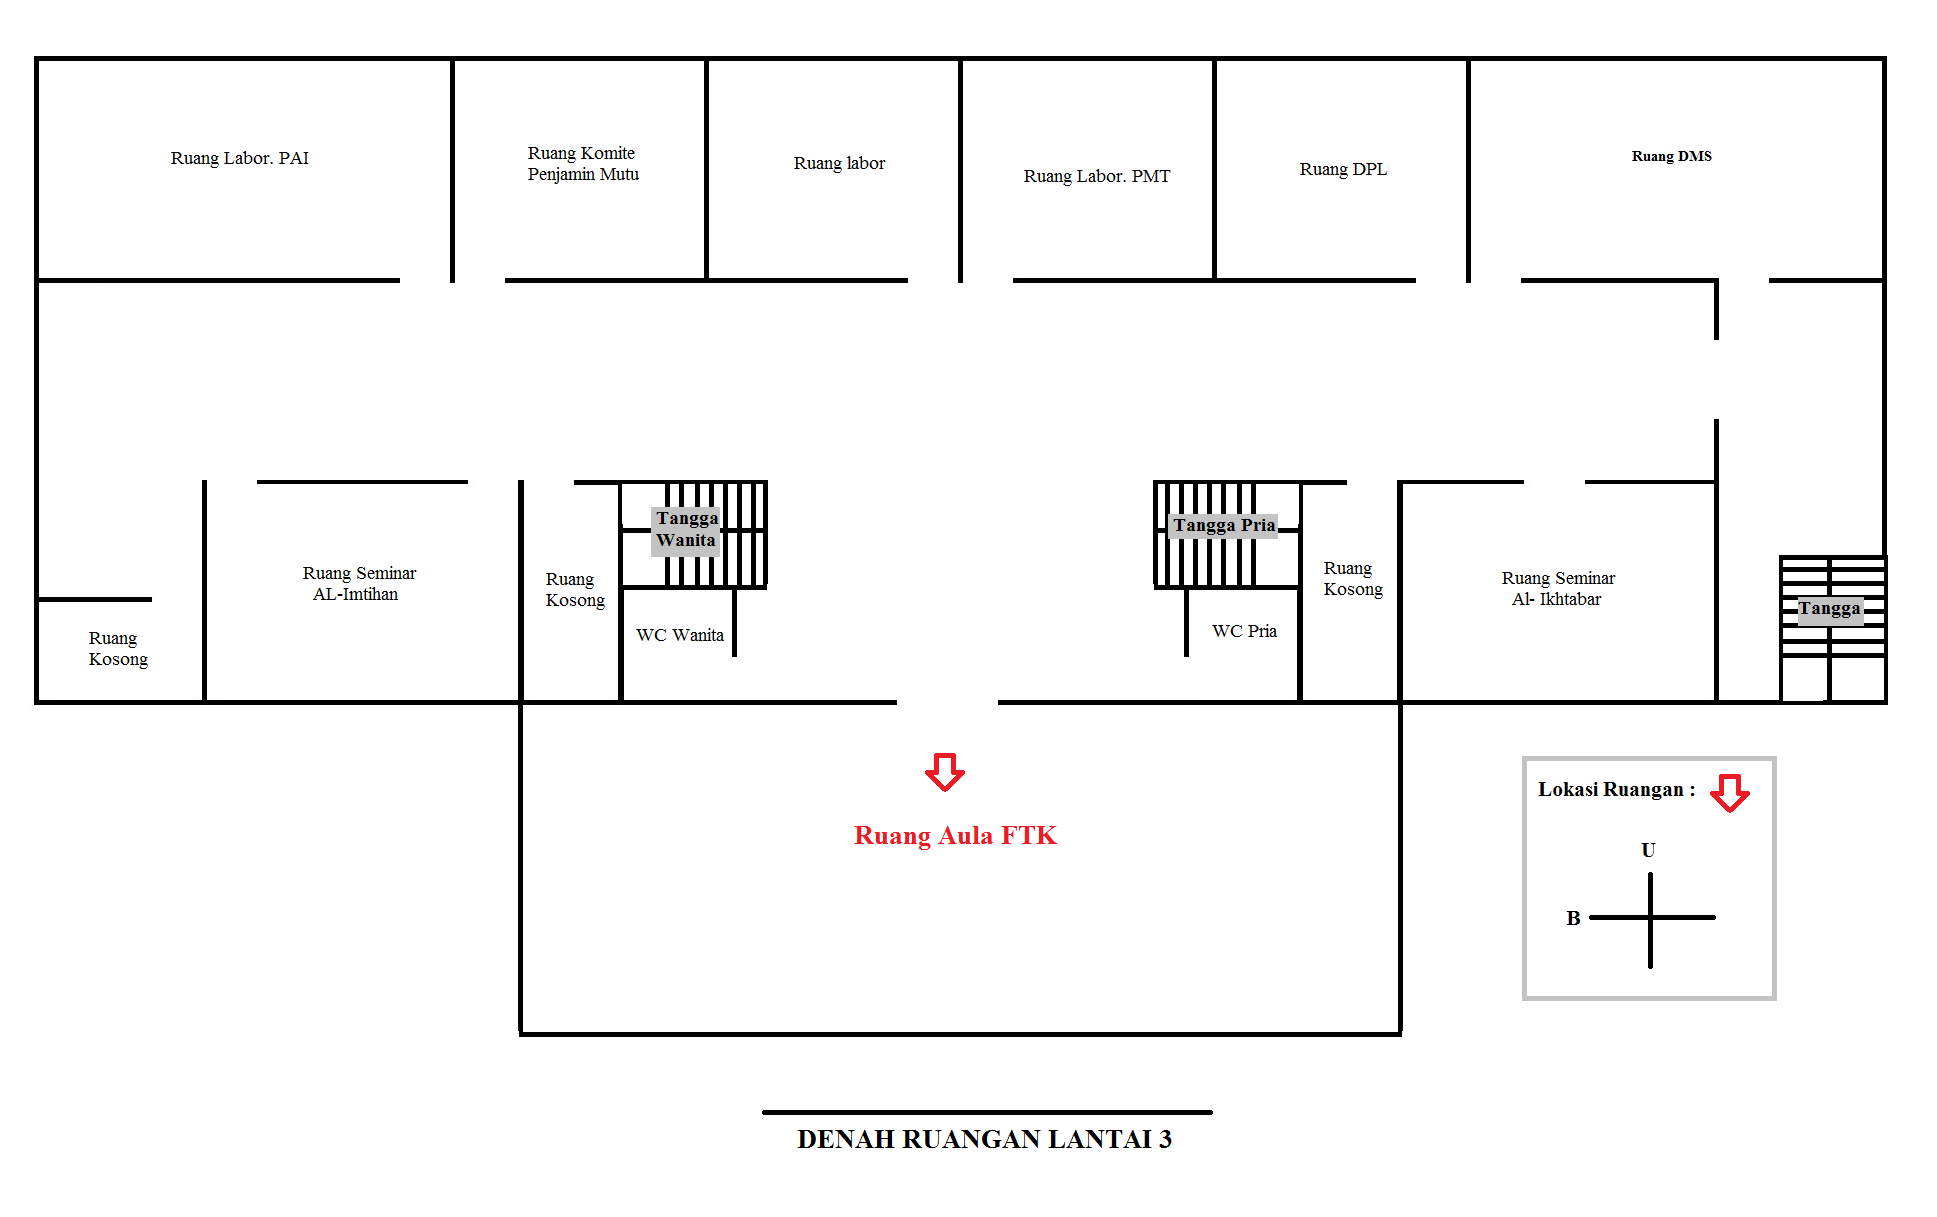 Ruang Labor. PAI
Ruang Komite
Penjamin Mutu
Ruang labor
Ruang Labor. PMT
Ruang DPL
Ruang DMS
Ruang
Kosong
Ruang Seminar
AL-Imtihan
Ruang
Kosong
Tangga
Wanita
WC Wanita
Tangga Pria
WC Pria
Ruang
Kosong
Ruang Seminar
Al- Ikhtabar
Tangga
Ruang Aula FTK
Lokasi Ruangan :
U
B
DENAH RUANGAN LANTAI 3